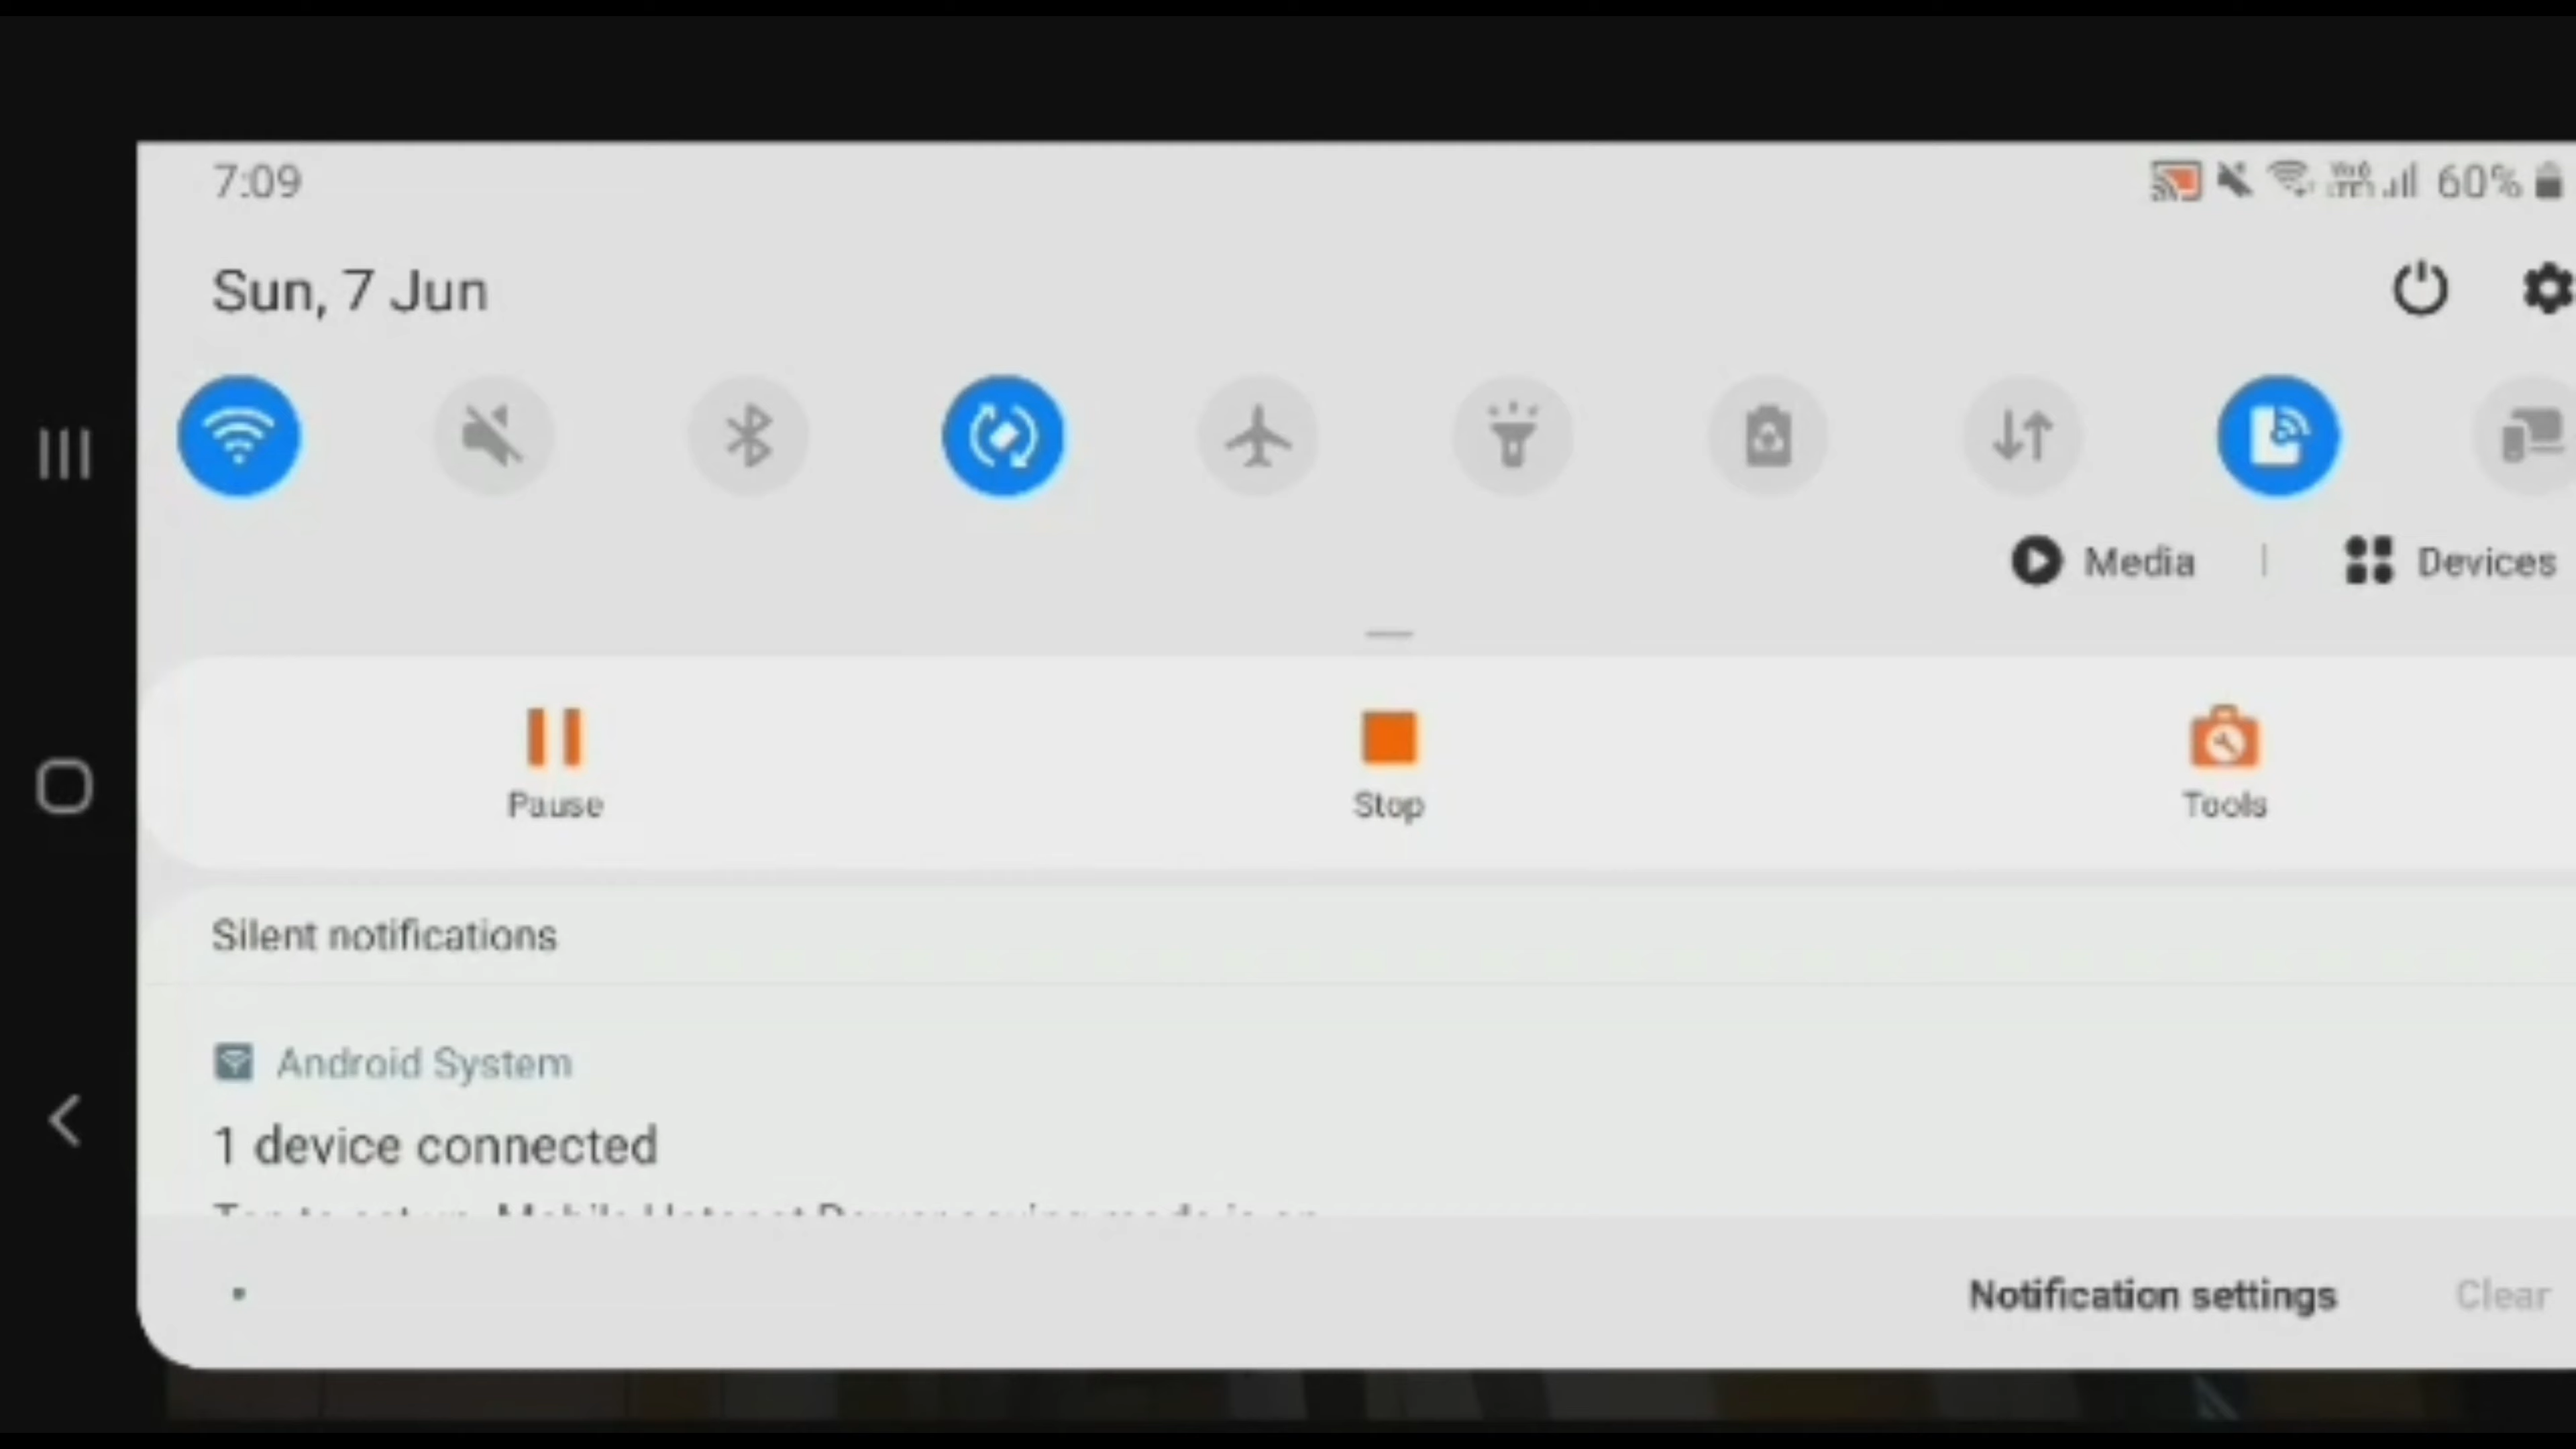 7:09
60%
Sun, 7 Jun
Media | Devices
Pause
Stop
Tools
Silent notifications
Android System
1 device connected
Notification settings
Clear